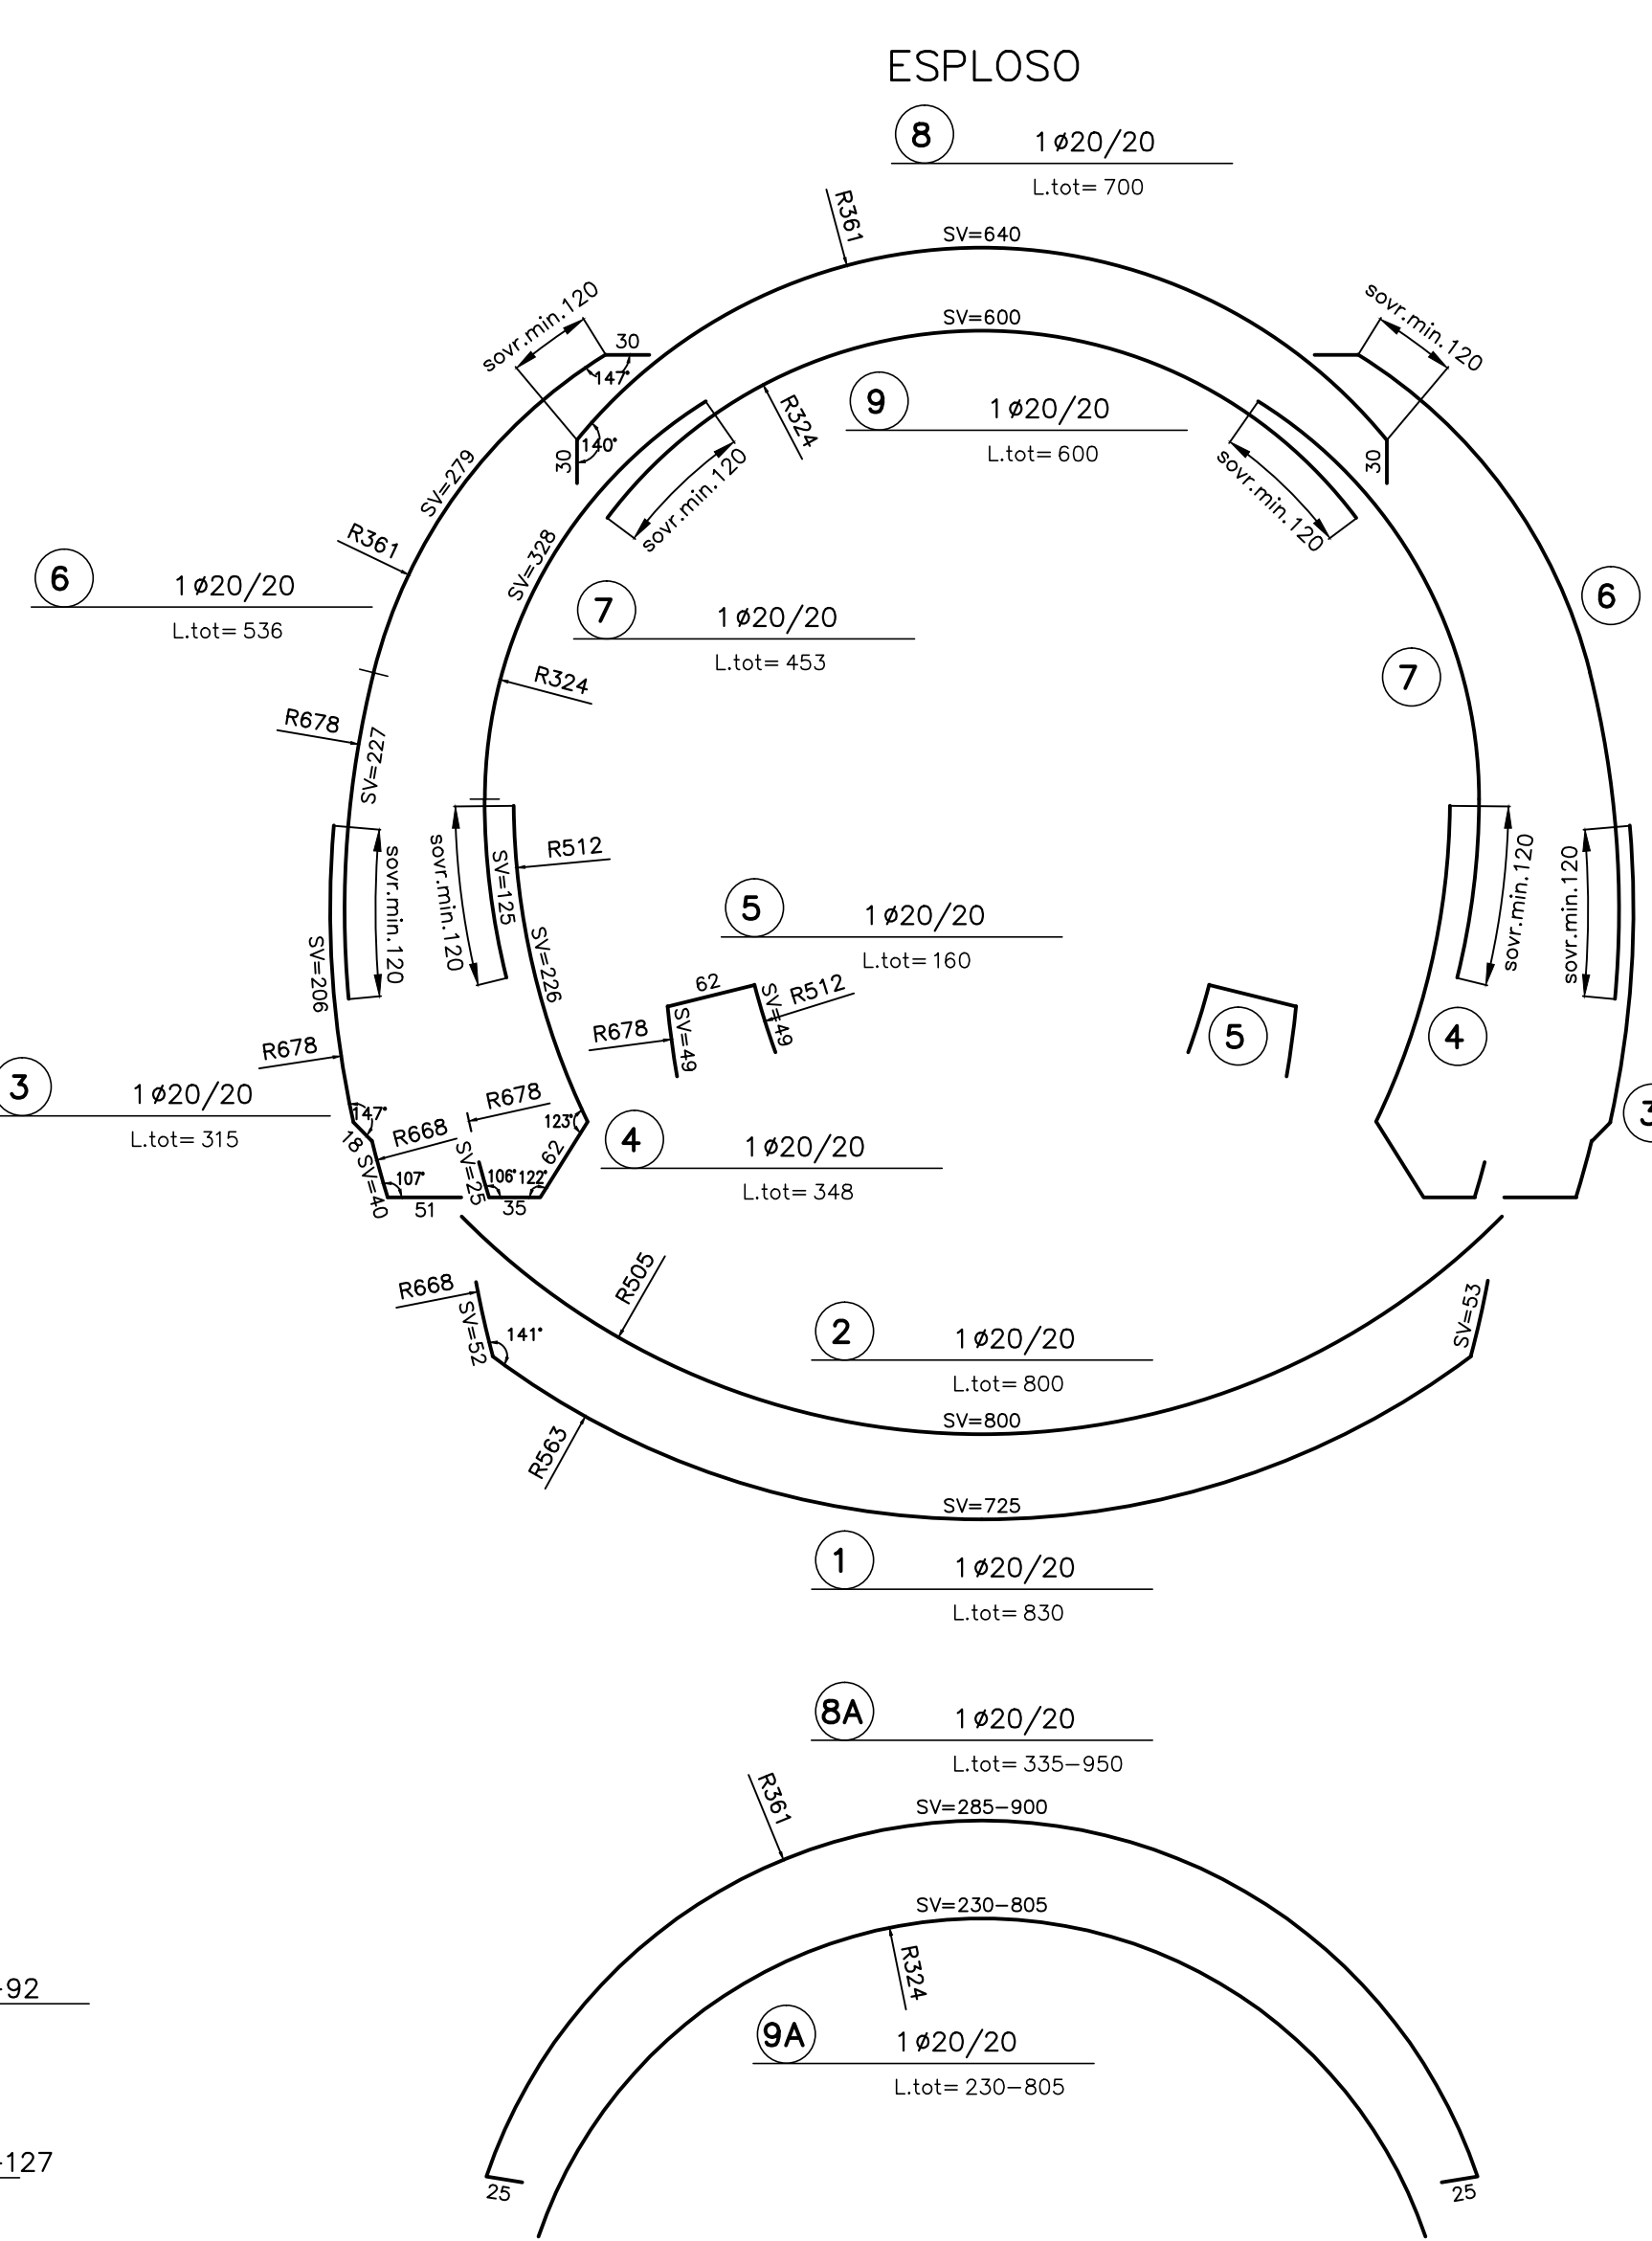 ESPLOSO
8
1ø20/20
L.tot= 700
R361
SV=640
sovr.min.120
sovr.min.120
30
147°
SV=600
140°
30
30
R324
9
1ø20/20
L.tot= 600
sovr.min.120
sovr.min.120
SV=279
R361
SV=328
6
1ø20/20
L.tot= 536
7
1ø20/20
L.tot= 453
6
7
R324
R678
SV=227
sovr.min.120
sovr.min.120
SV=125
R512
sovr.min.120
sovr.min.120
5
1ø20/20
L.tot= 160
SV=206
SV=226
62
SV=49
R512
R678
SV=49
5
4
R678
3
1ø20/20
L.tot= 315
147°
18
R668
R678
123°
62
SV=40
107°
51
SV=25
106°
122°
35
4
1ø20/20
L.tot= 348
3
R668
SV=52
141°
R505
2
1ø20/20
L.tot= 800
SV=53
SV=800
R563
SV=725
1
1ø20/20
L.tot= 830
8A
1ø20/20
L.tot= 335-950
R361
SV=285-900
SV=230-805
R324
9A
1ø20/20
L.tot= 230-805
-92
-127
25
25